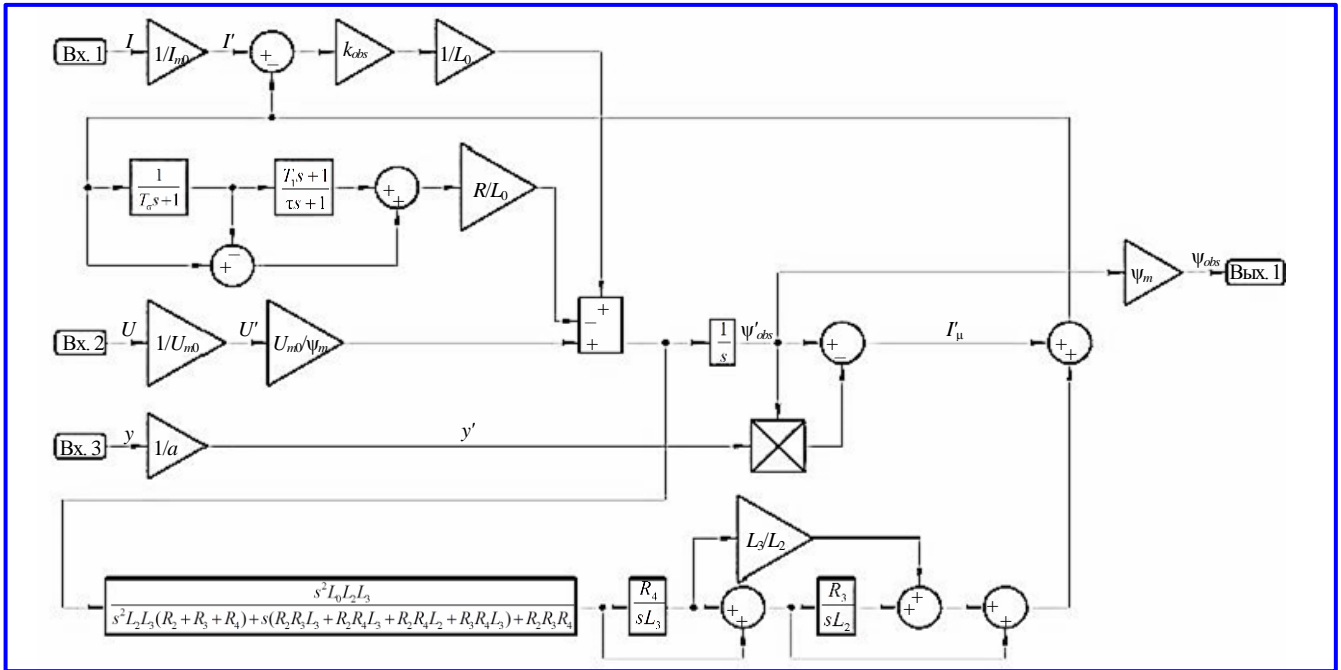 Вх. 1
I
1/I_m0
I'
+
−
k_obs
1/L_0
1
T_σ s+1
T_1 s+1
τs+1
+
+
R/L_0
−
+
+
−
+
Вх. 2
U
1/U_m0
U'
U_m0/ψ_m
1
s
ψ'_obs
+
−
I'_μ
+
+
ψ_m
ψ_obs
Вых. 1
Вх. 3
y
1/a
y'
L_3/L_2
s²L_0L_2L_3
s²L_2L_3(R_2+R_3+R_4)+s(R_2R_3L_3+R_2R_4L_3+R_2R_4L_2+R_3R_4L_3)+R_2R_3R_4
R_4
sL_3
+
+
R_3
sL_2
+
+
+
+